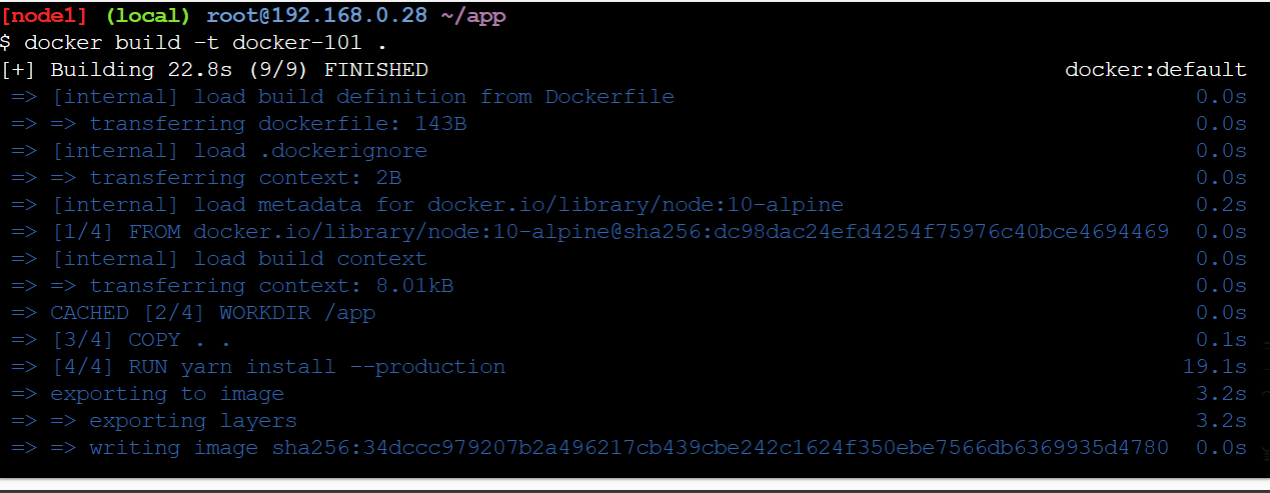 [node1] (local) root@192.168.0.28 ~/app
$ docker build -t docker-101 .
[+] Building 22.8s (9/9) FINISHED docker:default
=> [internal] load build definition from Dockerfile 0.0s
=> => transferring dockerfile: 143B 0.0s
=> [internal] load .dockerignore 0.0s
=> => transferring context: 2B 0.0s
=> [internal] load metadata for docker.io/library/node:10-alpine 0.2s
=> [1/4] FROM docker.io/library/node:10-alpine@sha256:dc98dac24efd4254f75976c40bce4694469 0.0s
=> [internal] load build context 0.0s
=> => transferring context: 8.01kB 0.0s
=> CACHED [2/4] WORKDIR /app 0.0s
=> [3/4] COPY . . 0.1s
=> [4/4] RUN yarn install --production 19.1s
=> exporting to image 3.2s
=> => exporting layers 3.2s
=> => writing image sha256:34dccc979207b2a496217cb439cbe242c1624f350ebe7566db6369935d4780 0.0s